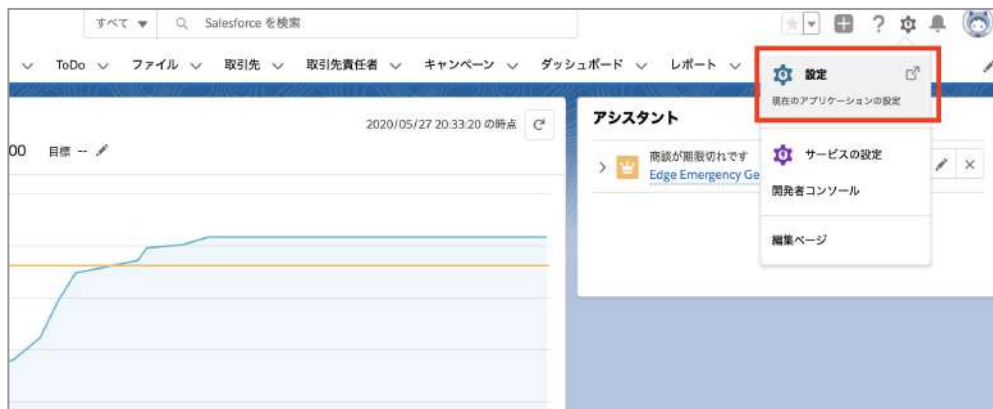 すべて Salesforce を検索
ToDo ファイル 取引先 取引先責任者 キャンペーン ダッシュボード レポート
2020/05/27 20:33:20 の時点
00 目標 --
アシスタント
商談が期限切れです
Edge Emergency Ge
設定
現在のアプリケーションの設定
サービスの設定
開発者コンソール
編集ページ